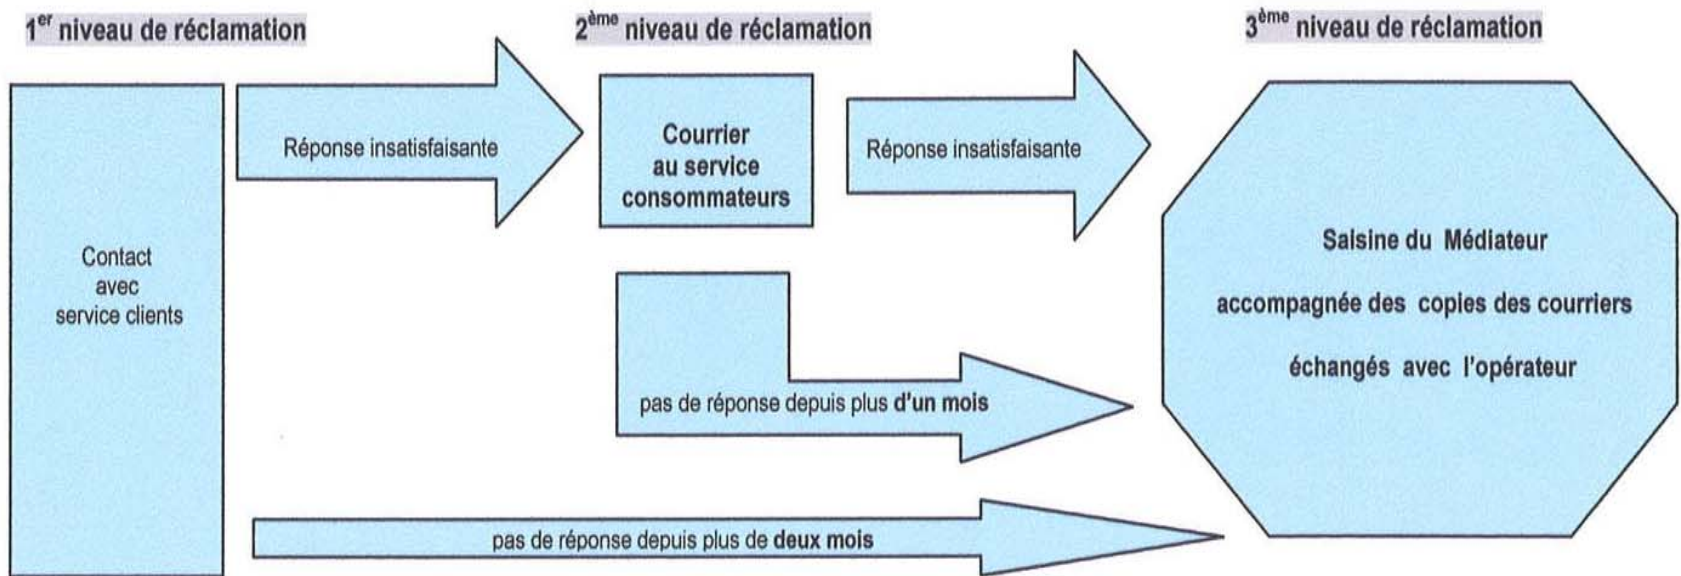 1er niveau de réclamation
2ème niveau de réclamation
3ème niveau de réclamation
Contact
avec
service clients
Réponse insatisfaisante
Courrier
au service
consommateurs
Réponse insatisfaisante
Saisine du Médiateur
accompagnée des copies des courriers
échangés avec l'opérateur
pas de réponse depuis plus d'un mois
pas de réponse depuis plus de deux mois